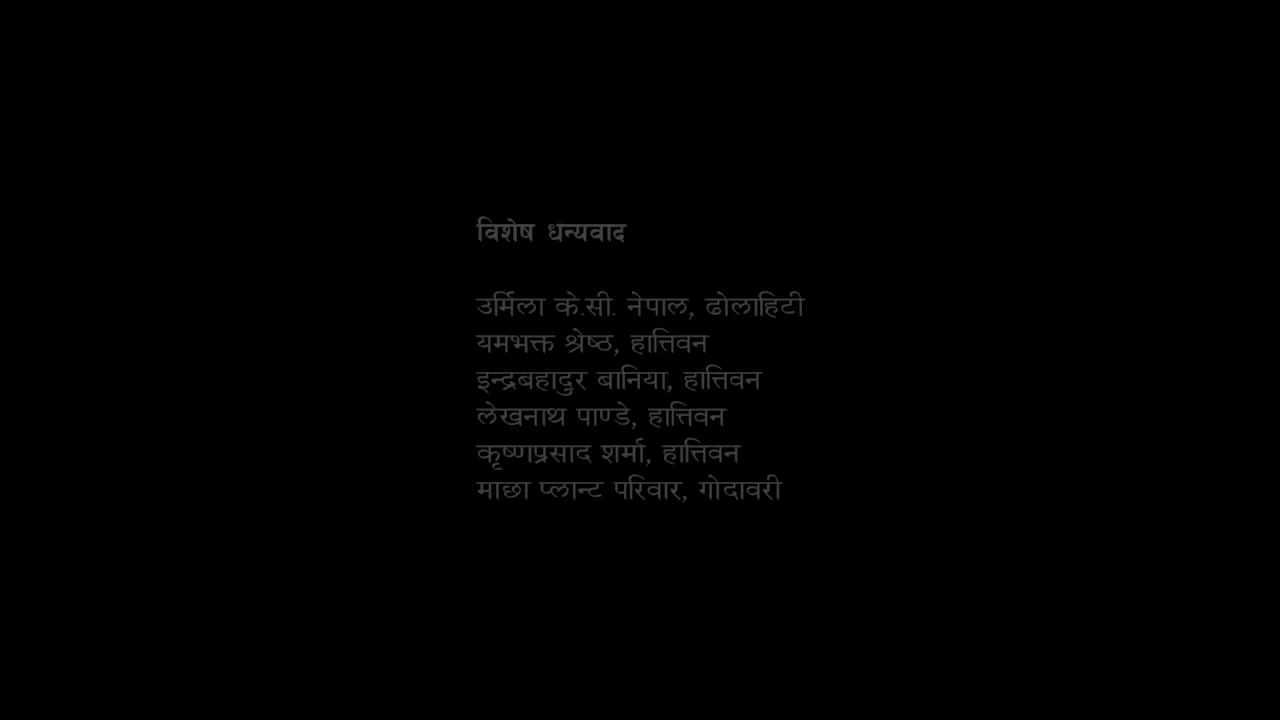 विशेष धन्यवाद
उर्मिला के.सी. नेपाल, ढोलाहिटी
यमभक्त श्रेष्ठ, हात्तिवन
इन्द्रबहादुर बानिया, हात्तिवन
लेखनाथ पाण्डे, हात्तिवन
कृष्णप्रसाद शर्मा, हात्तिवन
माछा प्लान्ट परिवार, गोदावरी